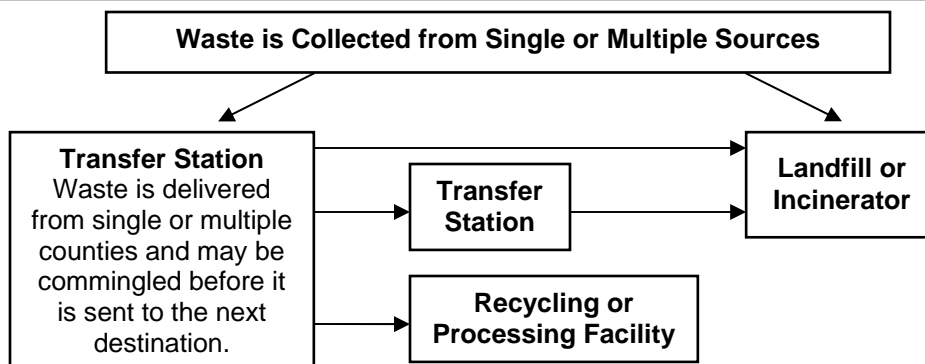 Waste is Collected from Single or Multiple Sources
Transfer Station
Waste is delivered
from single or multiple
counties and may be
commingled before it
is sent to the next
destination.
Transfer
Station
Landfill or
Incinerator
Recycling or
Processing Facility